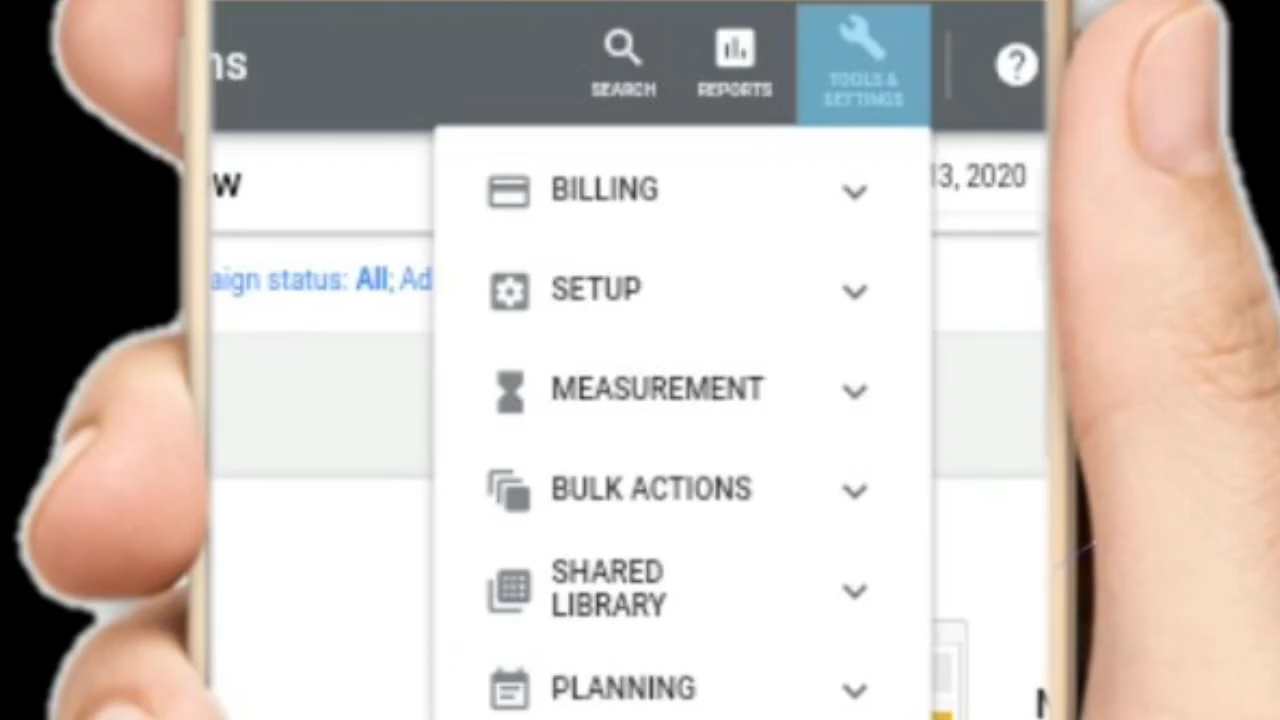 ns
SEARCH
REPORTS
TOOLS &
SETTINGS
?
w
13, 2020
BILLING
aign status: All; Ad
SETUP
MEASUREMENT
BULK ACTIONS
SHARED
LIBRARY
PLANNING
N